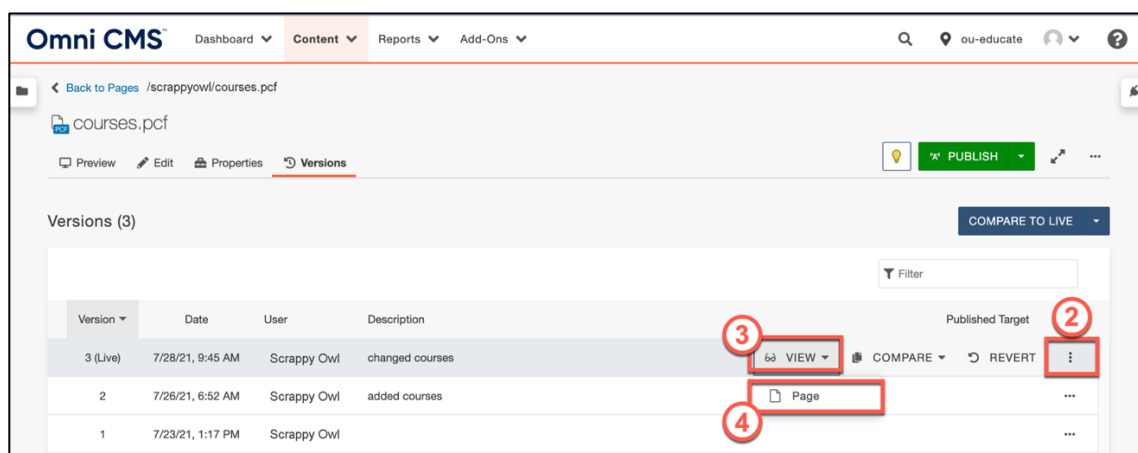 Omni CMS Dashboard Content Reports Add-Ons ou-educate ?
Back to Pages /scrappyowl/courses.pcf
PCF courses.pcf
Preview Edit Properties Versions PUBLISH ...
Versions (3) COMPARE TO LIVE
Filter
Version Date User Description Published Target 2
3
3 (Live) 7/28/21, 9:45 AM Scrappy Owl changed courses VIEW COMPARE REVERT
2 7/26/21, 6:52 AM Scrappy Owl added courses Page ...
4
1 7/23/21, 1:17 PM Scrappy Owl ...